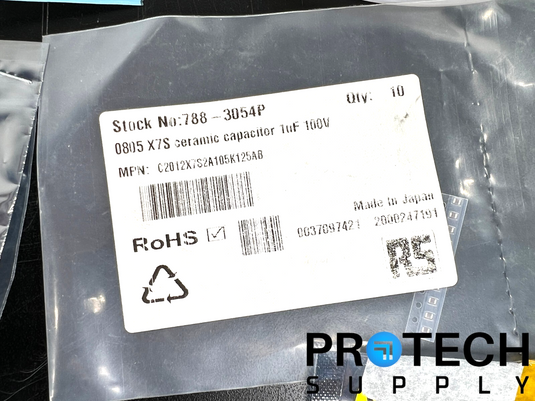 Stock No:788-3054P Qty: 10
0805 X7S ceramic capacitor 1uF 100V
MPN: C2012X7S2A105K125AB
Made in Japan
RoHS
0037097421 2000247191
RS
PROTECH
SUPPLY